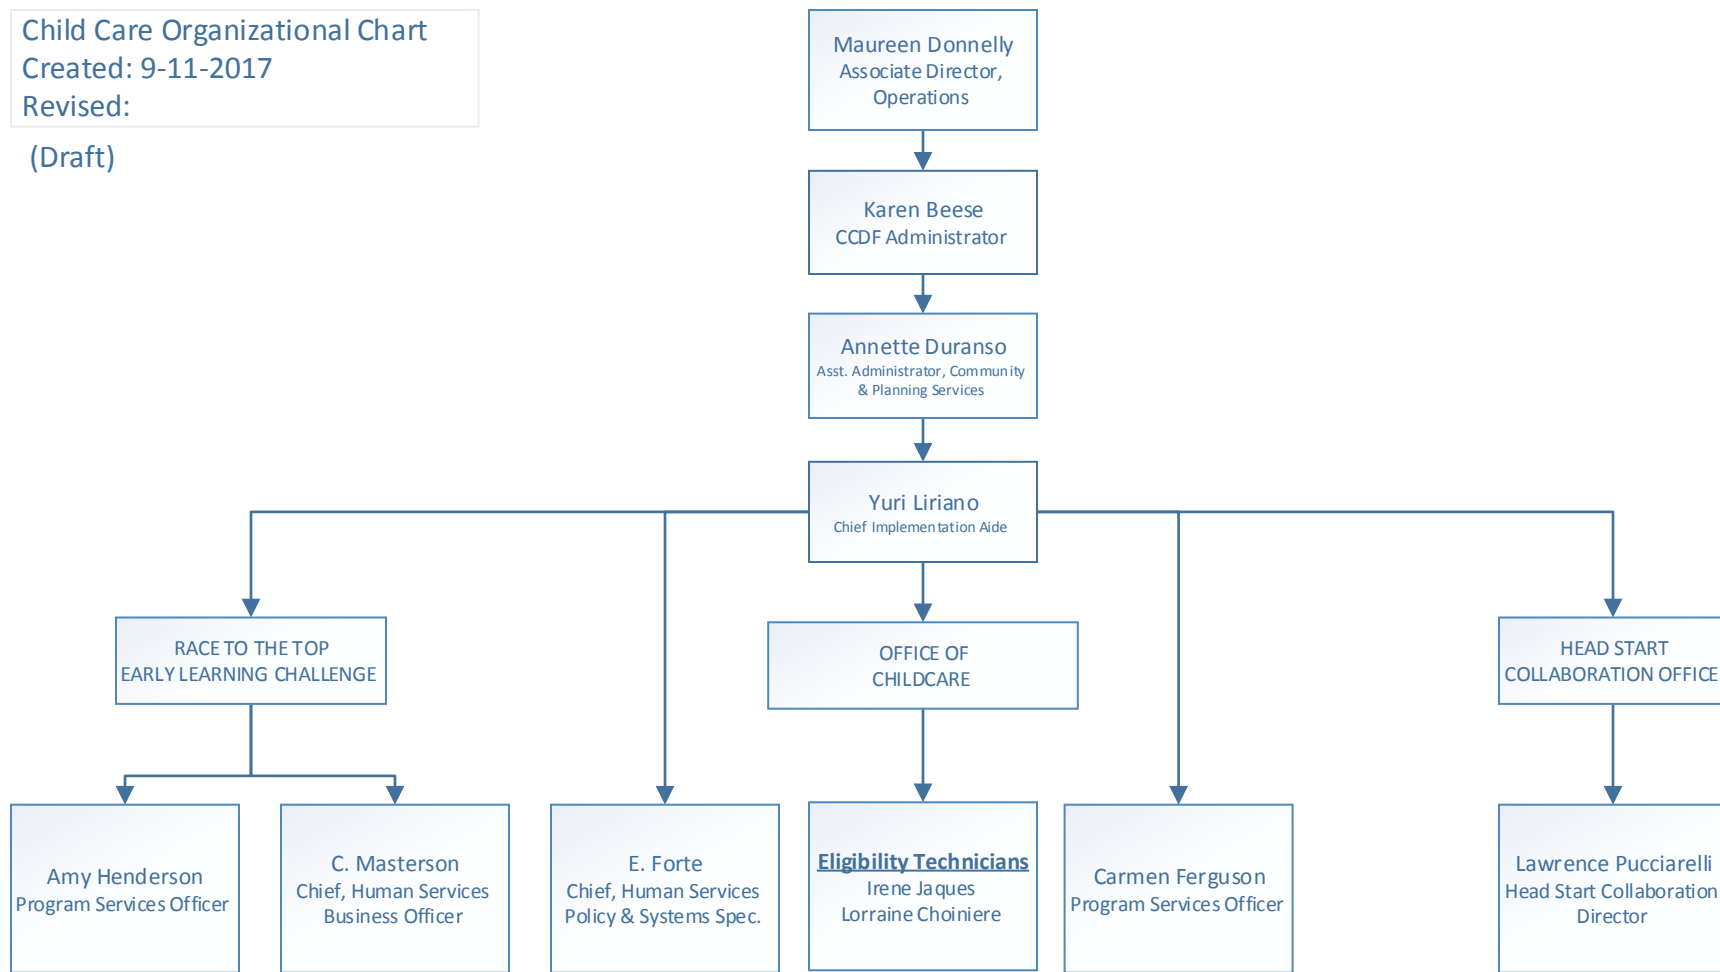 Child Care Organizational Chart
Created: 9-11-2017
Revised:
(Draft)
Maureen Donnelly
Associate Director,
Operations
Karen Beese
CCDF Administrator
Annette Duranso
Asst. Administrator, Community
& Planning Services
Yuri Liriano
Chief Implementation Aide
RACE TO THE TOP
EARLY LEARNING CHALLENGE
OFFICE OF
CHILDCARE
HEAD START
COLLABORATION OFFICE
Amy Henderson
Program Services Officer
C. Masterson
Chief, Human Services
Business Officer
E. Forte
Chief, Human Services
Policy & Systems Spec.
Eligibility Technicians
Irene Jaques
Lorraine Choiniere
Carmen Ferguson
Program Services Officer
Lawrence Pucciarelli
Head Start Collaboration
Director